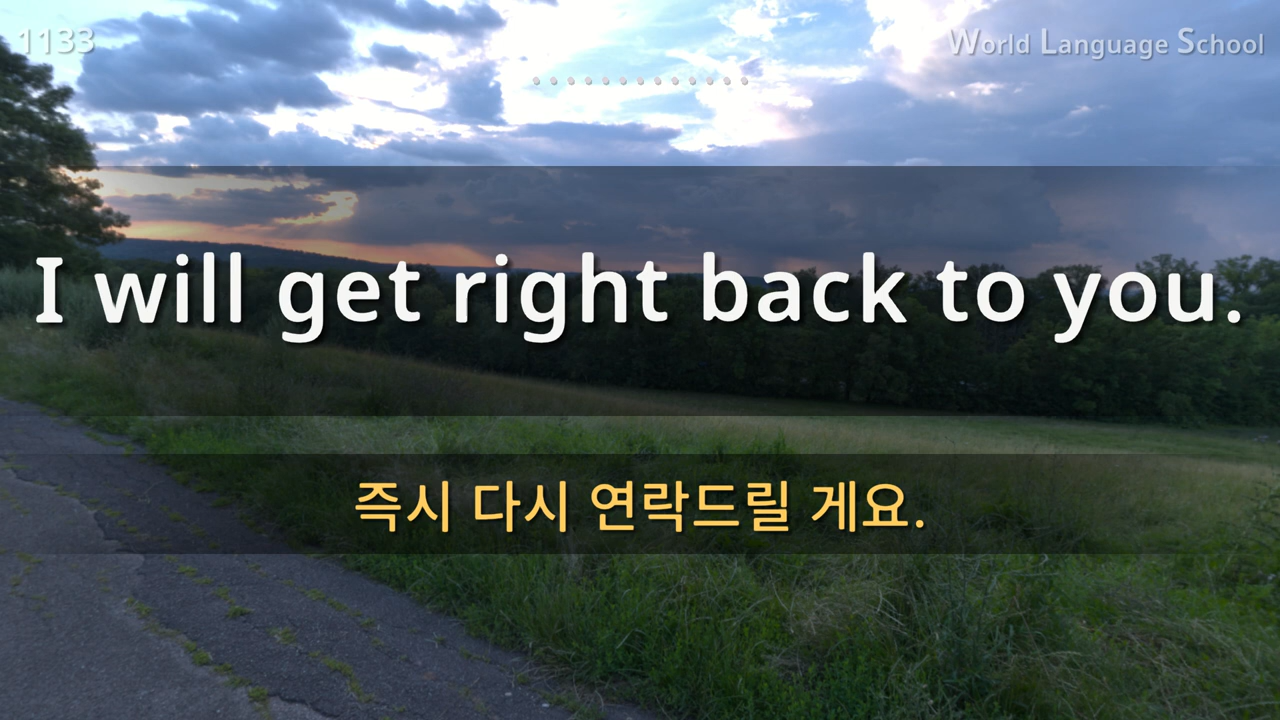 1133
World Language School
I will get right back to you.
즉시 다시 연락드릴 게요.